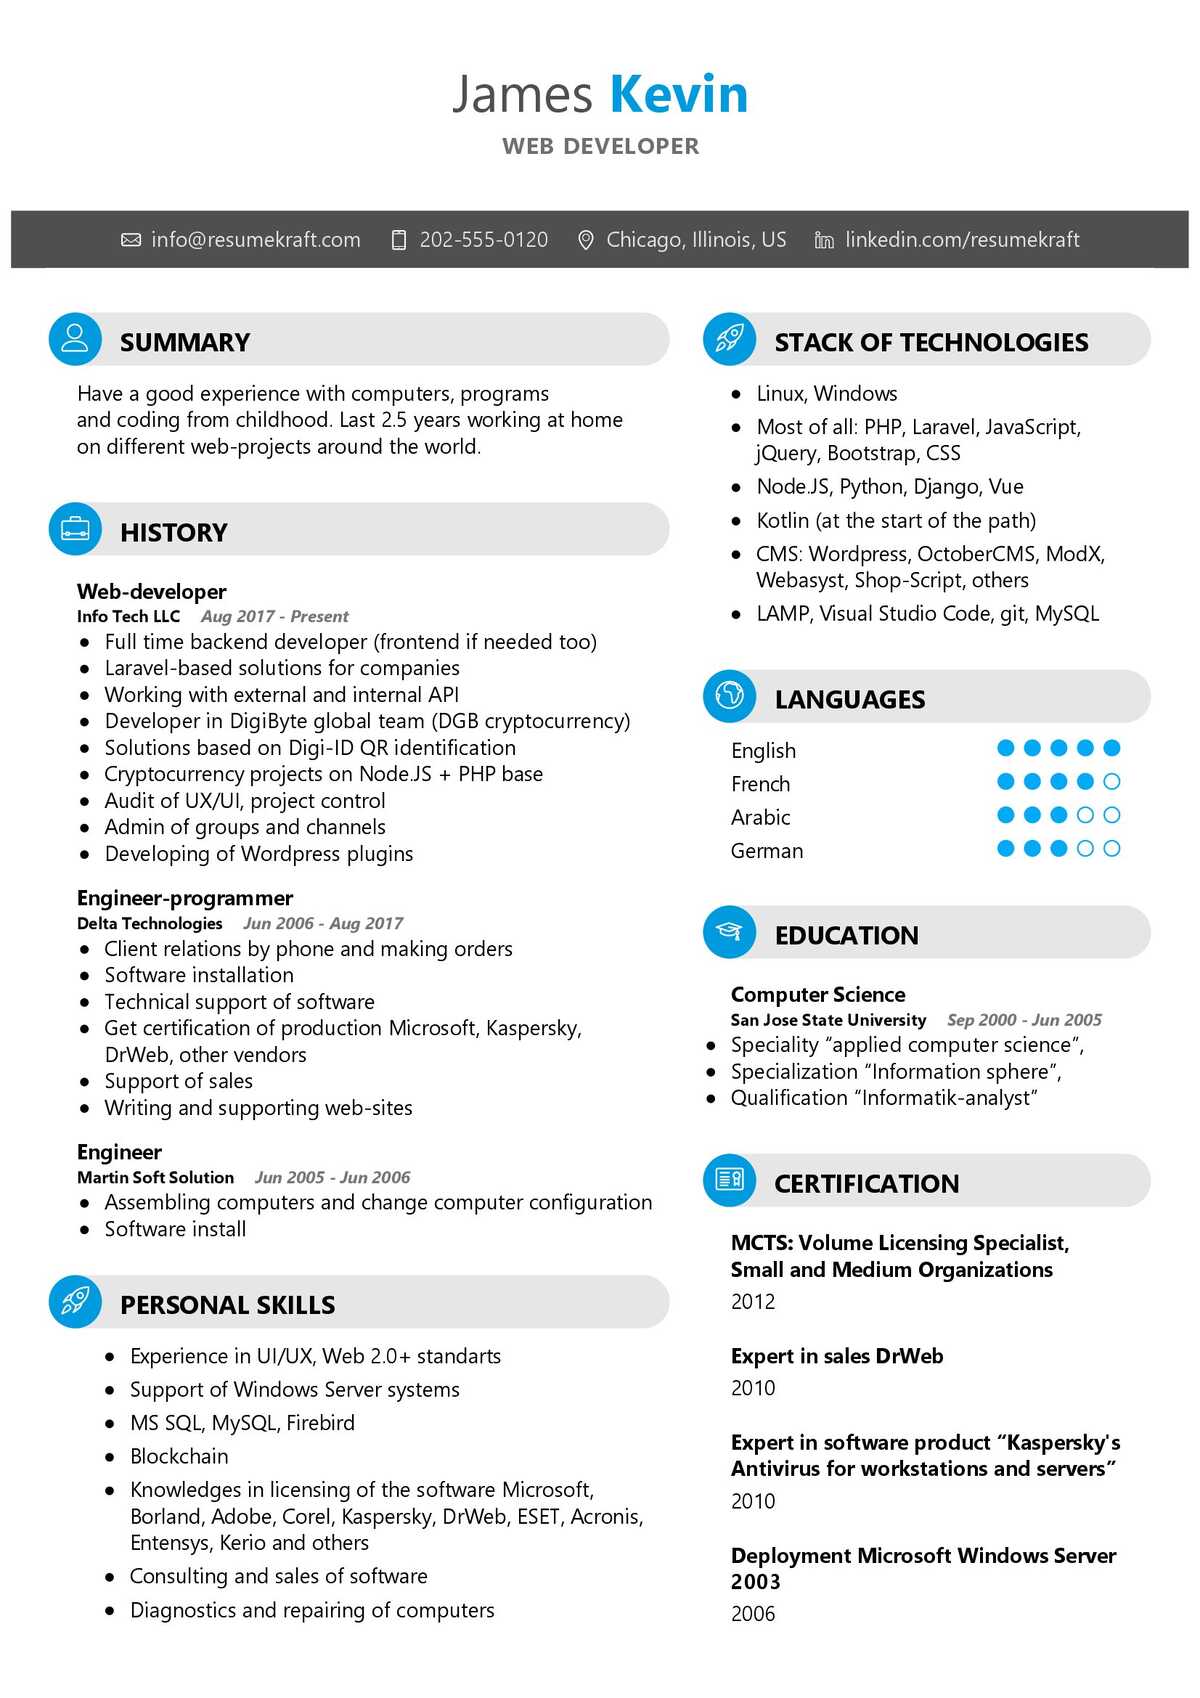 James Kevin
WEB DEVELOPER
info@resumekraft.com 202-555-0120 Chicago, Illinois, US linkedin.com/resumekraft
SUMMARY
Have a good experience with computers, programs
and coding from childhood. Last 2.5 years working at home
on different web-projects around the world.
HISTORY
Web-developer
Info Tech LLC Aug 2017 - Present
● Full time backend developer (frontend if needed too)
● Laravel-based solutions for companies
● Working with external and internal API
● Developer in DigiByte global team (DGB cryptocurrency)
● Solutions based on Digi-ID QR identification
● Cryptocurrency projects on Node.JS + PHP base
● Audit of UX/UI, project control
● Admin of groups and channels
● Developing of Wordpress plugins
Engineer-programmer
Delta Technologies Jun 2006 - Aug 2017
● Client relations by phone and making orders
● Software installation
● Technical support of software
● Get certification of production Microsoft, Kaspersky,
DrWeb, other vendors
● Support of sales
● Writing and supporting web-sites
Engineer
Martin Soft Solution Jun 2005 - Jun 2006
● Assembling computers and change computer configuration
● Software install
PERSONAL SKILLS
● Experience in UI/UX, Web 2.0+ standarts
● Support of Windows Server systems
● MS SQL, MySQL, Firebird
● Blockchain
● Knowledges in licensing of the software Microsoft,
Borland, Adobe, Corel, Kaspersky, DrWeb, ESET, Acronis,
Entensys, Kerio and others
● Consulting and sales of software
● Diagnostics and repairing of computers
STACK OF TECHNOLOGIES
● Linux, Windows
● Most of all: PHP, Laravel, JavaScript,
jQuery, Bootstrap, CSS
● Node.JS, Python, Django, Vue
● Kotlin (at the start of the path)
● CMS: Wordpress, OctoberCMS, ModX,
Webasyst, Shop-Script, others
● LAMP, Visual Studio Code, git, MySQL
LANGUAGES
English
French
Arabic
German
EDUCATION
Computer Science
San Jose State University Sep 2000 - Jun 2005
● Speciality “applied computer science”,
● Specialization “Information sphere”,
● Qualification “Informatik-analyst”
CERTIFICATION
MCTS: Volume Licensing Specialist,
Small and Medium Organizations
2012
Expert in sales DrWeb
2010
Expert in software product “Kaspersky's
Antivirus for workstations and servers”
2010
Deployment Microsoft Windows Server
2003
2006